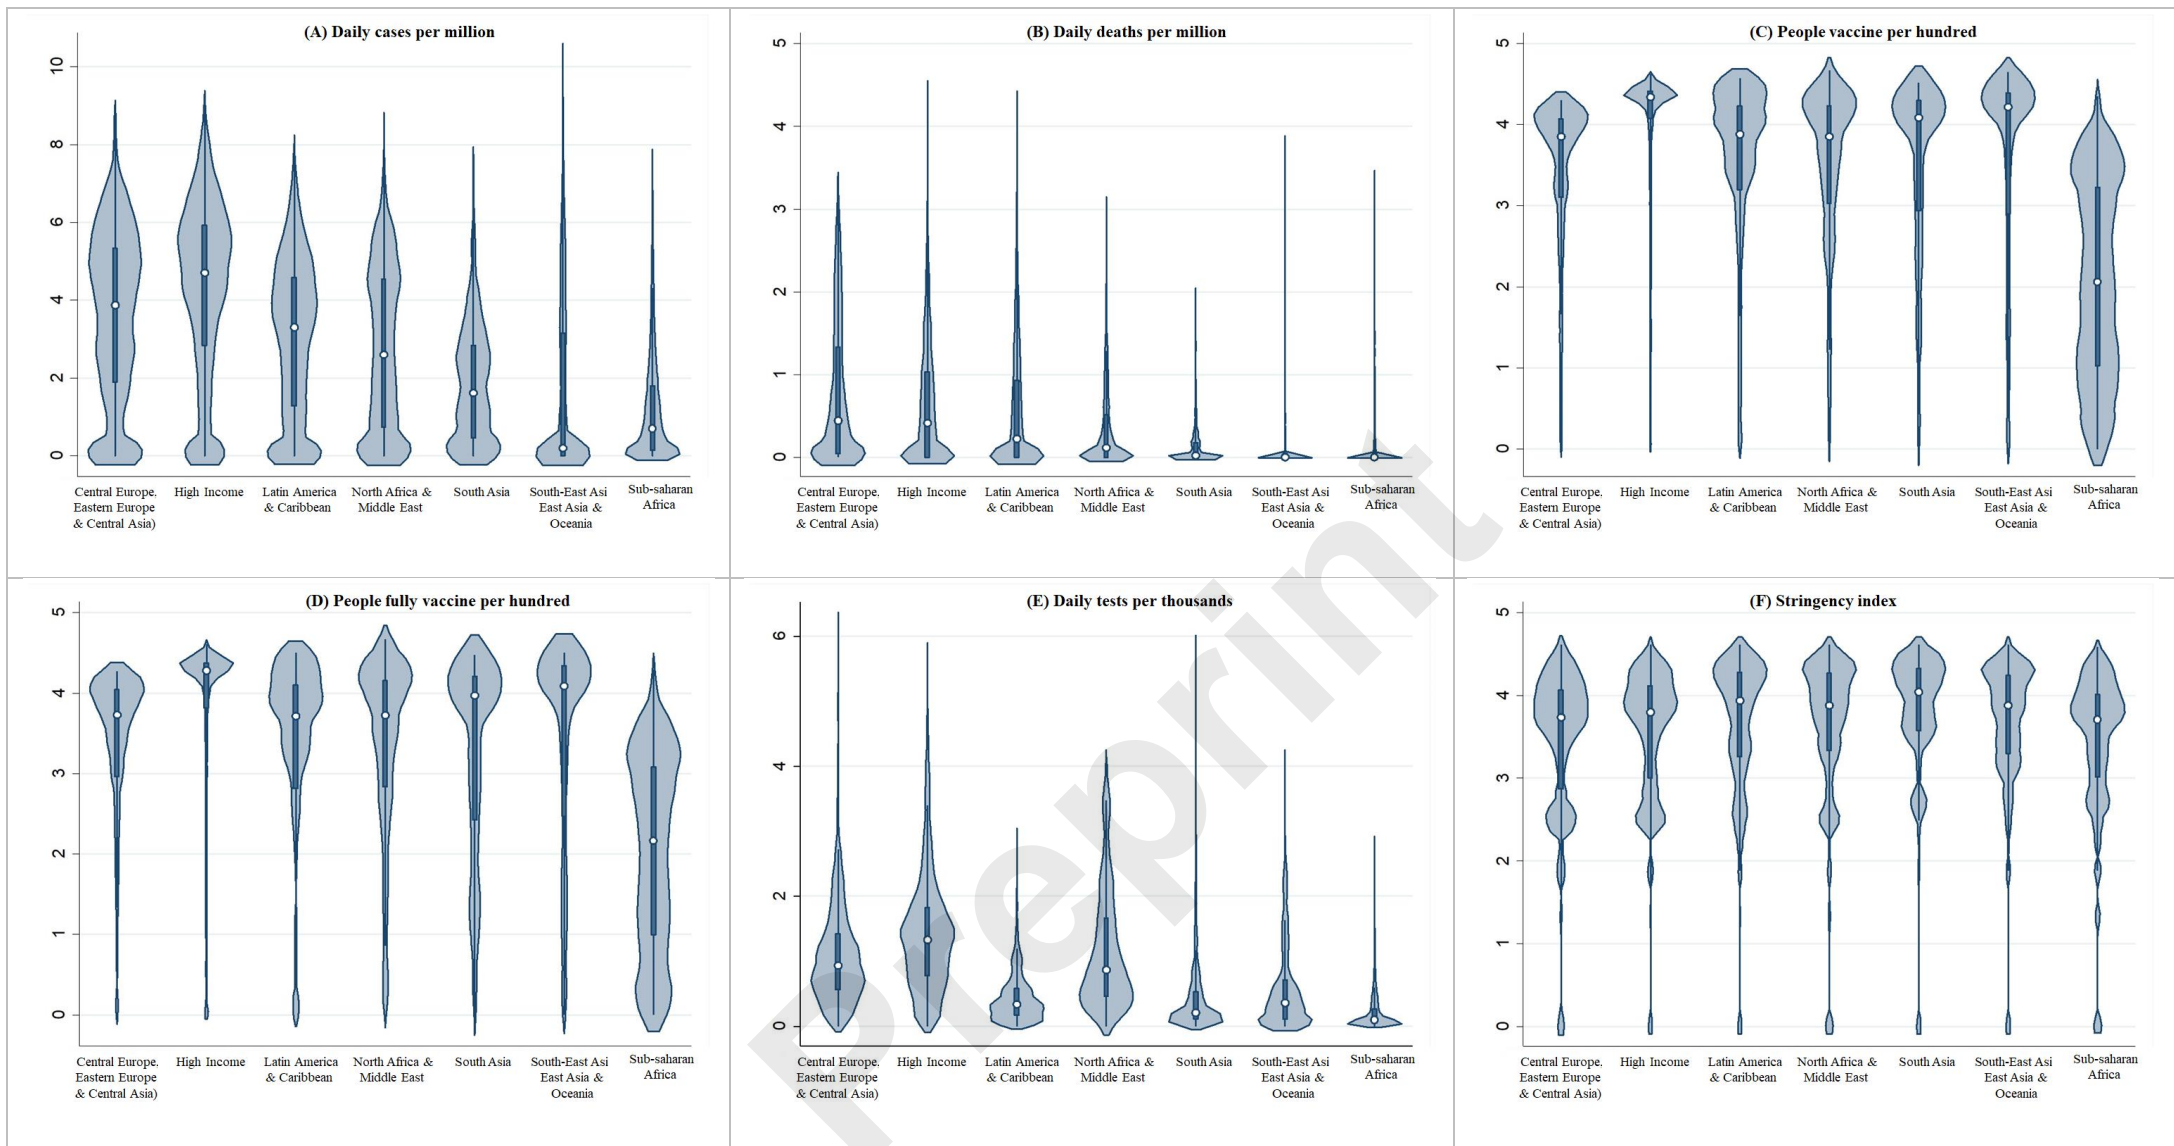 (A) Daily cases per million
10
8
6
4
2
0
Central Europe, Eastern Europe & Central Asia)
High Income
Latin America & Caribbean
North Africa & Middle East
South Asia
South-East Asi East Asia & Oceania
Sub-saharan Africa
(B) Daily deaths per million
5
4
3
2
1
0
Central Europe, Eastern Europe & Central Asia)
High Income
Latin America & Caribbean
North Africa & Middle East
South Asia
South-East Asi East Asia & Oceania
Sub-saharan Africa
(C) People vaccine per hundred
5
4
3
2
1
0
Central Europe, Eastern Europe & Central Asia)
High Income
Latin America & Caribbean
North Africa & Middle East
South Asia
South-East Asi East Asia & Oceania
Sub-saharan Africa
(D) People fully vaccine per hundred
5
4
3
2
1
0
Central Europe, Eastern Europe & Central Asia)
High Income
Latin America & Caribbean
North Africa & Middle East
South Asia
South-East Asi East Asia & Oceania
Sub-saharan Africa
(E) Daily tests per thousands
6
4
2
0
Central Europe, Eastern Europe & Central Asia)
High Income
Latin America & Caribbean
North Africa & Middle East
South Asia
South-East Asi East Asia & Oceania
Sub-saharan Africa
(F) Stringency index
5
4
3
2
1
0
Central Europe, Eastern Europe & Central Asia)
High Income
Latin America & Caribbean
North Africa & Middle East
South Asia
South-East Asi East Asia & Oceania
Sub-saharan Africa
Preprint